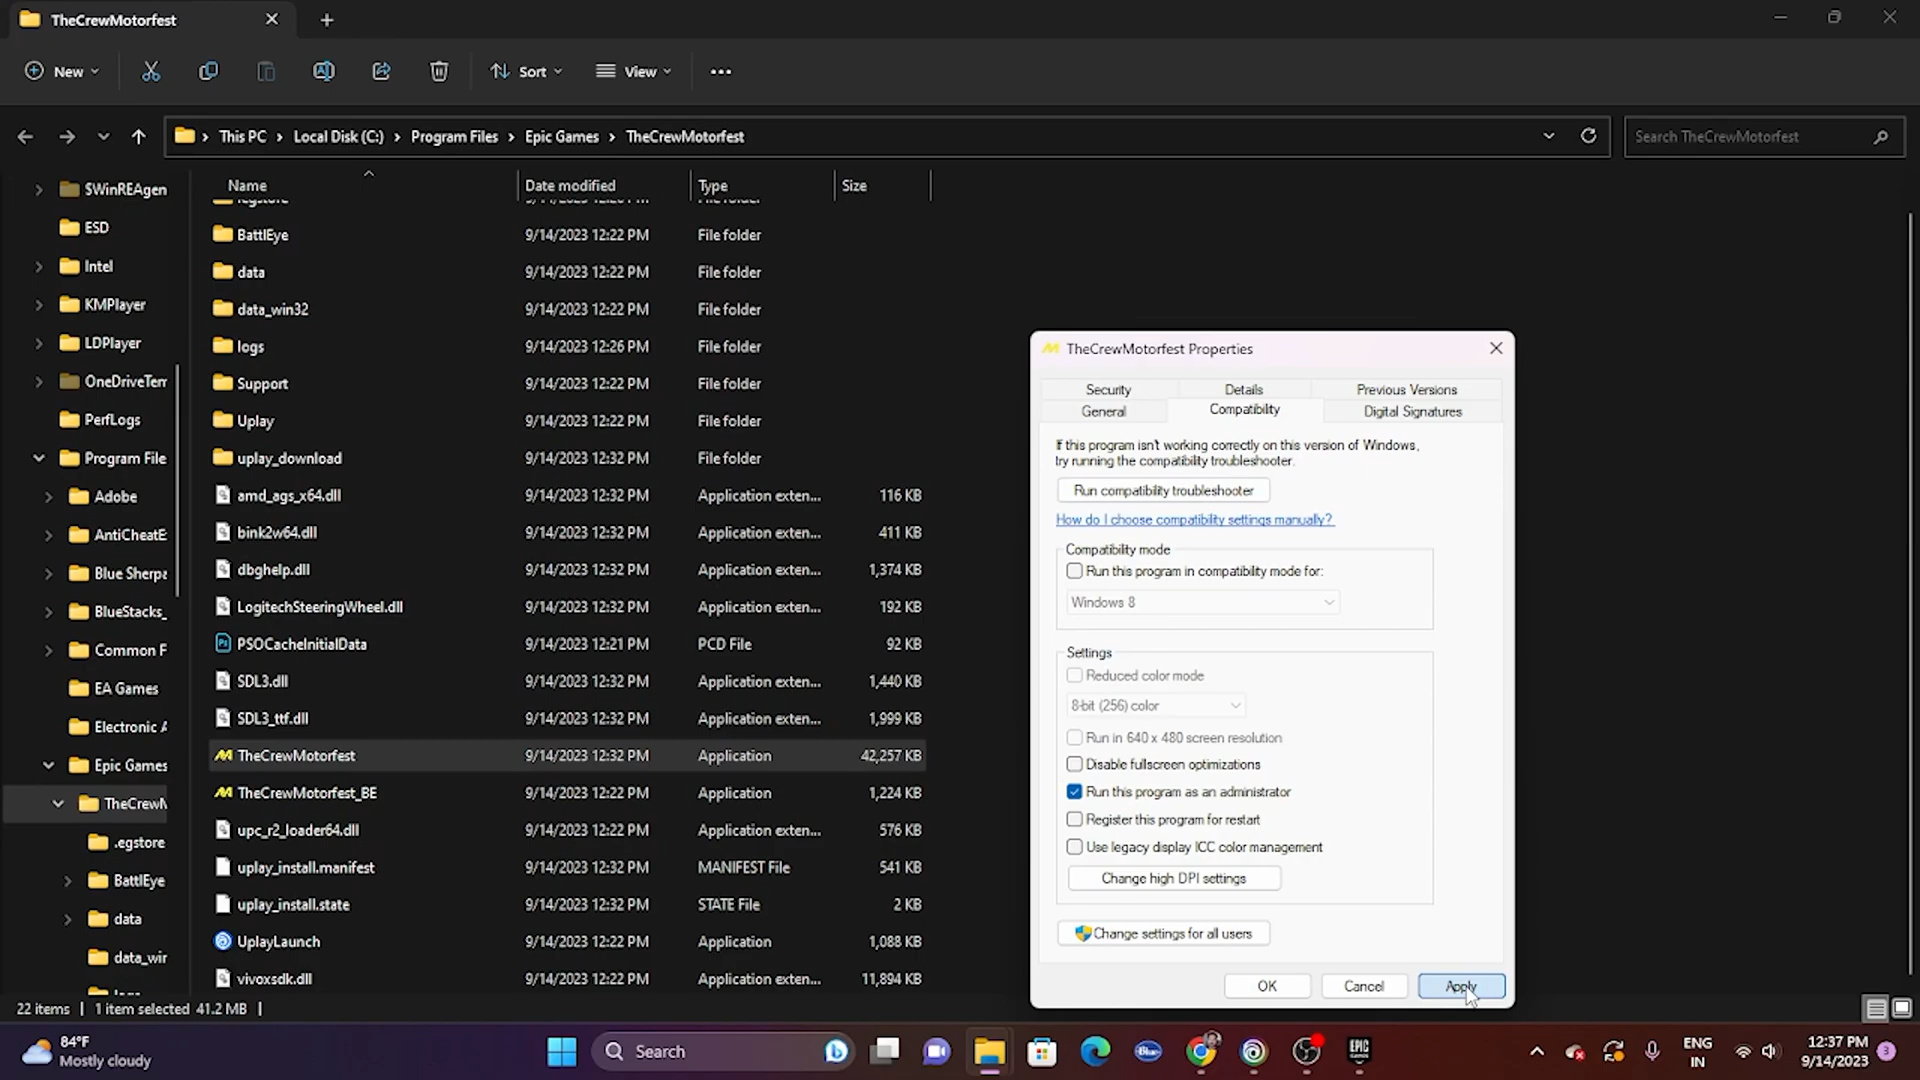 TheCrewMotorfest
New
Sort
View
This PC > Local Disk (C:) > Program Files > Epic Games > TheCrewMotorfest
Search TheCrewMotorfest
Name Date modified Type Size
$WinREAgen
ESD
Intel
KMPlayer
LDPlayer
OneDriveTem
PerfLogs
Program File
Adobe
AntiCheatE
Blue Sherpa
BlueStacks_
Common F
EA Games
Electronic A
Epic Games
TheCrewM
.egstore
BattlEye
data
data_wir
BattlEye 9/14/2023 12:22 PM File folder
data 9/14/2023 12:22 PM File folder
data_win32 9/14/2023 12:22 PM File folder
logs 9/14/2023 12:26 PM File folder
Support 9/14/2023 12:22 PM File folder
Uplay 9/14/2023 12:22 PM File folder
uplay_download 9/14/2023 12:32 PM File folder
amd_ags_x64.dll 9/14/2023 12:32 PM Application exten... 116 KB
bink2w64.dll 9/14/2023 12:32 PM Application exten... 411 KB
dbghelp.dll 9/14/2023 12:32 PM Application exten... 1,374 KB
LogitechSteeringWheel.dll 9/14/2023 12:32 PM Application exten... 192 KB
PSOCacheInitialData 9/14/2023 12:21 PM PCD File 92 KB
SDL3.dll 9/14/2023 12:32 PM Application exten... 1,440 KB
SDL3_ttf.dll 9/14/2023 12:32 PM Application exten... 1,999 KB
TheCrewMotorfest 9/14/2023 12:32 PM Application 42,257 KB
TheCrewMotorfest_BE 9/14/2023 12:22 PM Application 1,224 KB
upc_r2_loader64.dll 9/14/2023 12:22 PM Application exten... 576 KB
uplay_install.manifest 9/14/2023 12:32 PM MANIFEST File 541 KB
uplay_install.state 9/14/2023 12:32 PM STATE File 2 KB
UplayLaunch 9/14/2023 12:22 PM Application 1,088 KB
vivoxsdk.dll 9/14/2023 12:22 PM Application exten... 11,894 KB
TheCrewMotorfest Properties
Security Details Previous Versions
General Compatibility Digital Signatures
If this program isn't working correctly on this version of Windows,
try running the compatibility troubleshooter.
Run compatibility troubleshooter
How do I choose compatibility settings manually?
Compatibility mode
Run this program in compatibility mode for:
Windows 8
Settings
Reduced color mode
8-bit (256) color
Run in 640 x 480 screen resolution
Disable fullscreen optimizations
Run this program as an administrator
Register this program for restart
Use legacy display ICC color management
Change high DPI settings
Change settings for all users
OK Cancel Apply
22 items 1 item selected 41.2 MB
84°F
Mostly cloudy
Search
EPIC
GAMES
ENG
IN
12:37 PM
9/14/2023
3